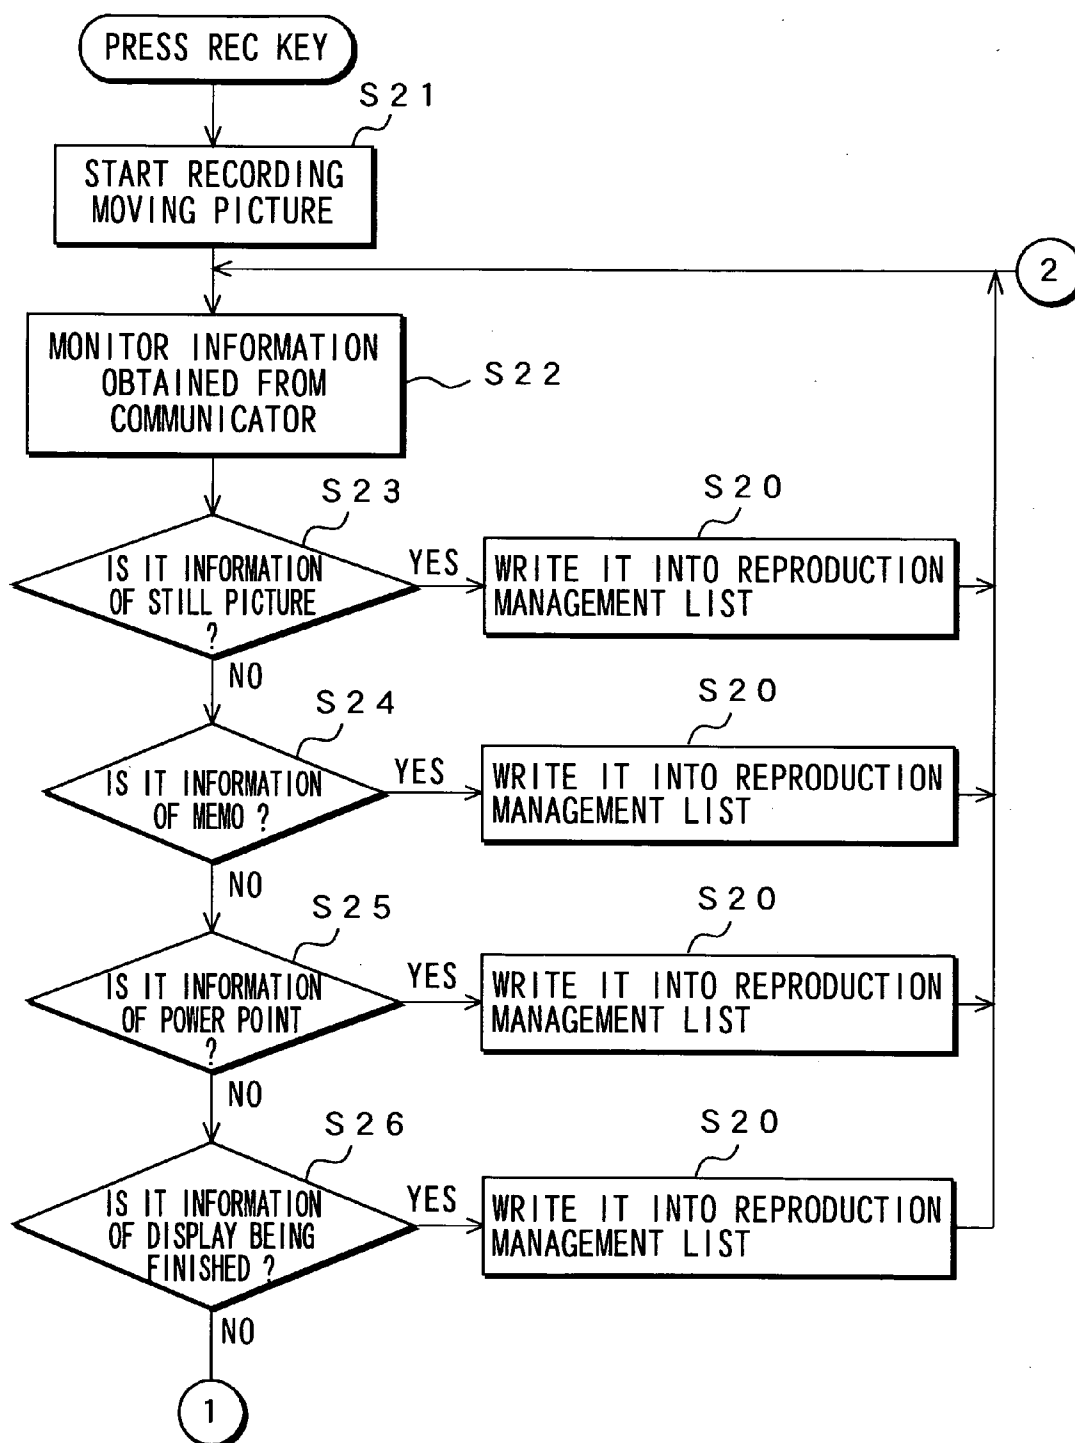 PRESS REC KEY
S21
START RECORDING
MOVING PICTURE
2
MONITOR INFORMATION
OBTAINED FROM
COMMUNICATOR
S22
S23
IS IT INFORMATION
OF STILL PICTURE
?
YES
S20
WRITE IT INTO REPRODUCTION
MANAGEMENT LIST
NO
S24
IS IT INFORMATION
OF MEMO ?
YES
S20
WRITE IT INTO REPRODUCTION
MANAGEMENT LIST
NO
S25
IS IT INFORMATION
OF POWER POINT
?
YES
S20
WRITE IT INTO REPRODUCTION
MANAGEMENT LIST
NO
S26
IS IT INFORMATION
OF DISPLAY BEING
FINISHED ?
YES
S20
WRITE IT INTO REPRODUCTION
MANAGEMENT LIST
NO
1